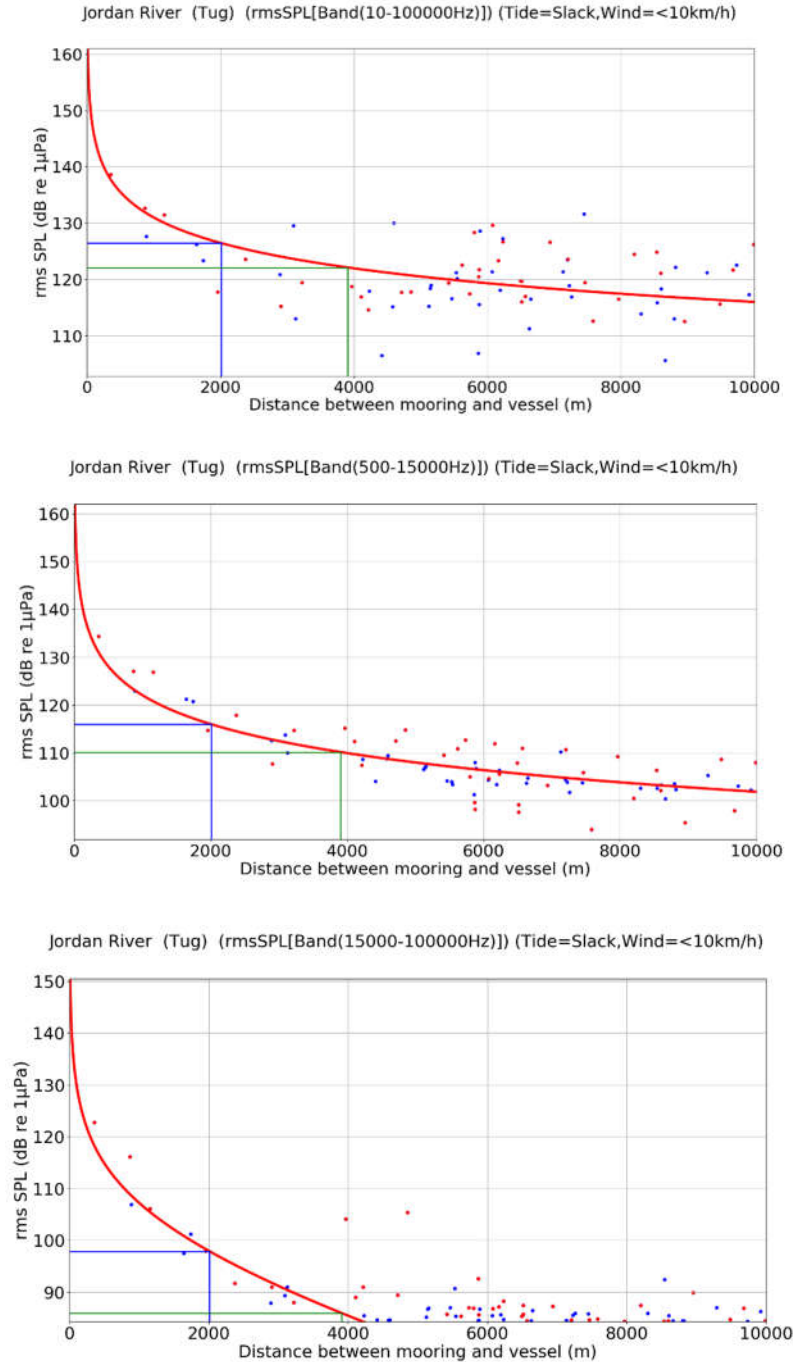 Jordan River (Tug) (rmsSPL[Band(10-100000Hz)]) (Tide=Slack,Wind=<10km/h)
160
150
140
130
120
110
rms SPL (dB re 1µPa)
0 2000 4000 6000 8000 10000
Distance between mooring and vessel (m)
Jordan River (Tug) (rmsSPL[Band(500-15000Hz)]) (Tide=Slack,Wind=<10km/h)
160
150
140
130
120
110
100
rms SPL (dB re 1µPa)
0 2000 4000 6000 8000 10000
Distance between mooring and vessel (m)
Jordan River (Tug) (rmsSPL[Band(15000-100000Hz)]) (Tide=Slack,Wind=<10km/h)
150
140
130
120
110
100
90
rms SPL (dB re 1µPa)
0 2000 4000 6000 8000 10000
Distance between mooring and vessel (m)